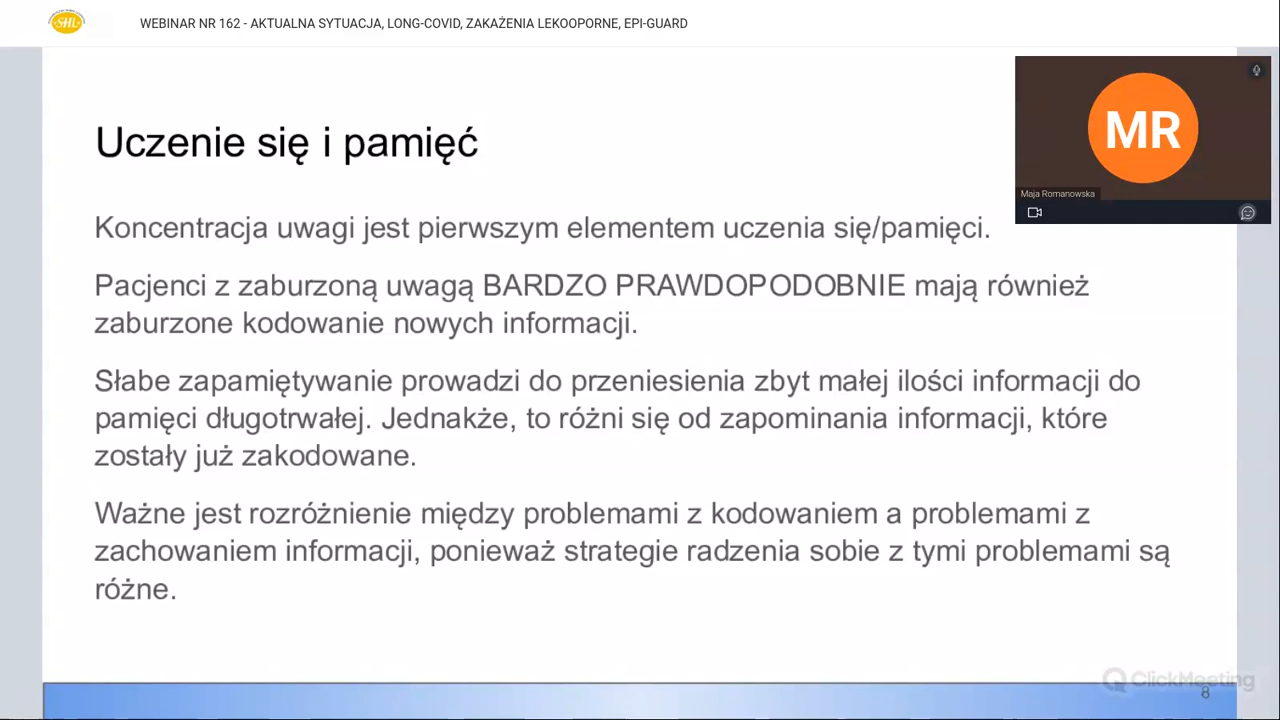 SHL
WEBINAR NR 162 - AKTUALNA SYTUACJA, LONG-COVID, ZAKAŻENIA LEKOOPORNE, EPI-GUARD
MR
Maja Romanowska
Uczenie się i pamięć
Koncentracja uwagi jest pierwszym elementem uczenia się/pamięci.
Pacjenci z zaburzoną uwagą BARDZO PRAWDOPODOBNIE mają również
zaburzone kodowanie nowych informacji.
Słabe zapamiętywanie prowadzi do przeniesienia zbyt małej ilości informacji do
pamięci długotrwałej. Jednakże, to różni się od zapominania informacji, które
zostały już zakodowane.
Ważne jest rozróżnienie między problemami z kodowaniem a problemami z
zachowaniem informacji, ponieważ strategie radzenia sobie z tymi problemami są
różne.
ClickMeeting
8